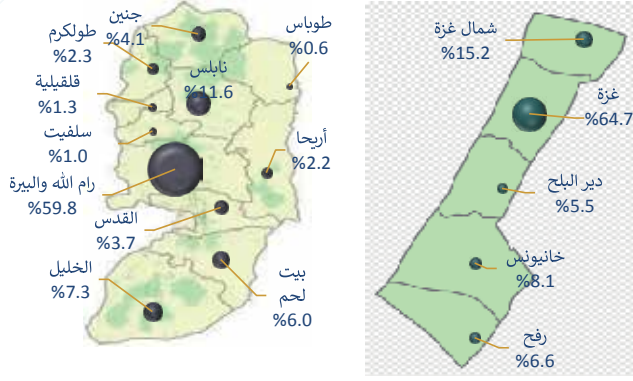 جنين
%4.1
طوباس
%0.6
طولكرم
%2.3
نابلس
%11.6
قلقيلية
%1.3
سلفيت
%1.0
أريحا
%2.2
رام الله والبيرة
%59.8
القدس
%3.7
الخليل
%7.3
بيت
لحم
%6.0
شمال غزة
%15.2
غزة
%64.7
دير البلح
%5.5
خانيونس
%8.1
رفح
%6.6